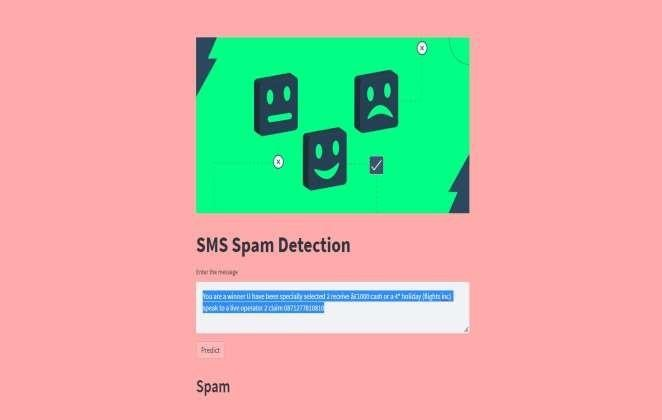 SMS Spam Detection
Enter the message
You are a winner U have been specially selected 2 receive â£1000 cash or a 4* holiday (flights inc)
speak to a live operator 2 claim 0871277810810
Predict
Spam